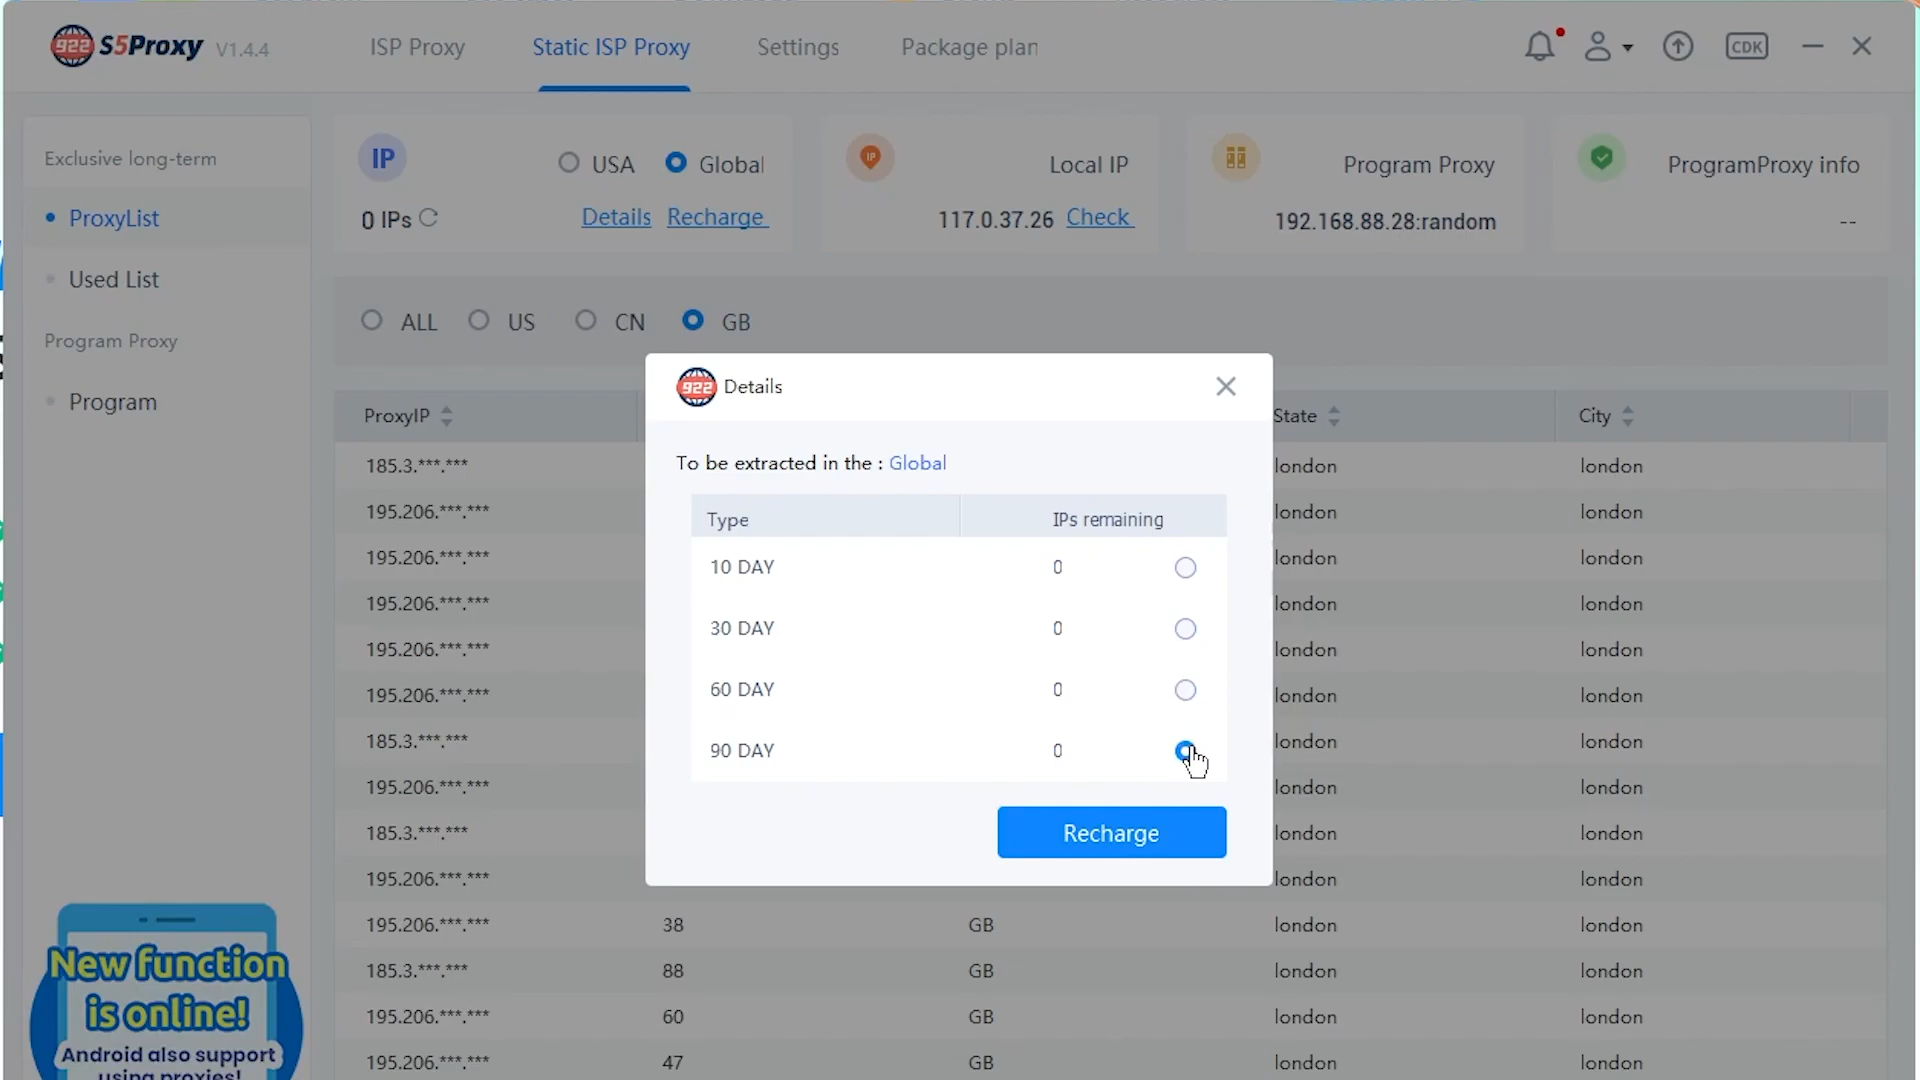 922 S5Proxy V1.4.4
ISP Proxy
Static ISP Proxy
Settings
Package plan
CDK
Exclusive long-term
ProxyList
Used List
Program Proxy
Program
IP
USA
Global
0 IPs
Details
Recharge
IP
Local IP
117.0.37.26 Check
Program Proxy
192.168.88.28:random
ProgramProxy info
--
ALL
US
CN
GB
ProxyIP
State
City
185.3.***.*** london london
195.206.***.*** london london
195.206.***.*** london london
195.206.***.*** london london
195.206.***.*** london london
195.206.***.*** london london
185.3.***.*** london london
195.206.***.*** london london
185.3.***.*** london london
195.206.***.*** london london
195.206.***.*** 38 GB london london
185.3.***.*** 88 GB london london
195.206.***.*** 60 GB london london
195.206.***.*** 47 GB london london
922 Details
To be extracted in the : Global
Type IPs remaining
10 DAY 0
30 DAY 0
60 DAY 0
90 DAY 0
Recharge
New function
is online!
Android also support
using proxies!